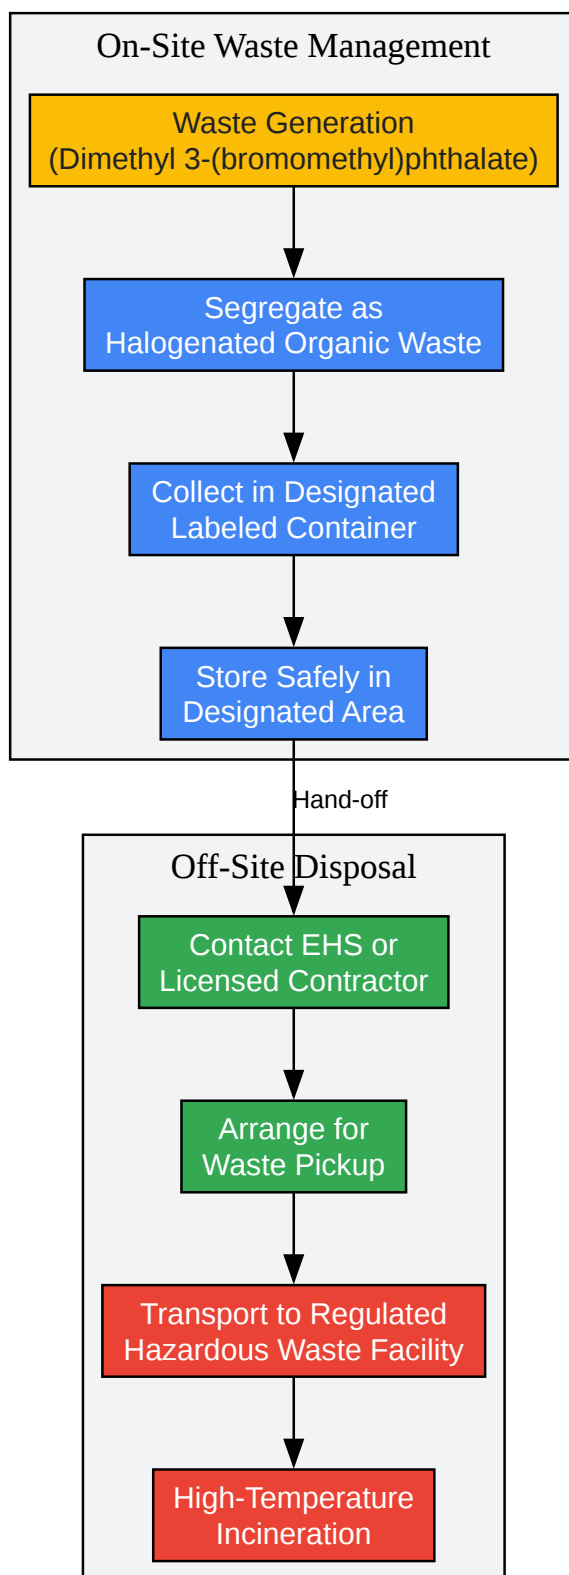 On-Site Waste Management
Waste Generation
(Dimethyl 3-(bromomethyl)phthalate)
Segregate as
Halogenated Organic Waste
Collect in Designated
Labeled Container
Store Safely in
Designated Area
Hand-off
Off-Site Disposal
Contact EHS or
Licensed Contractor
Arrange for
Waste Pickup
Transport to Regulated
Hazardous Waste Facility
High-Temperature
Incineration